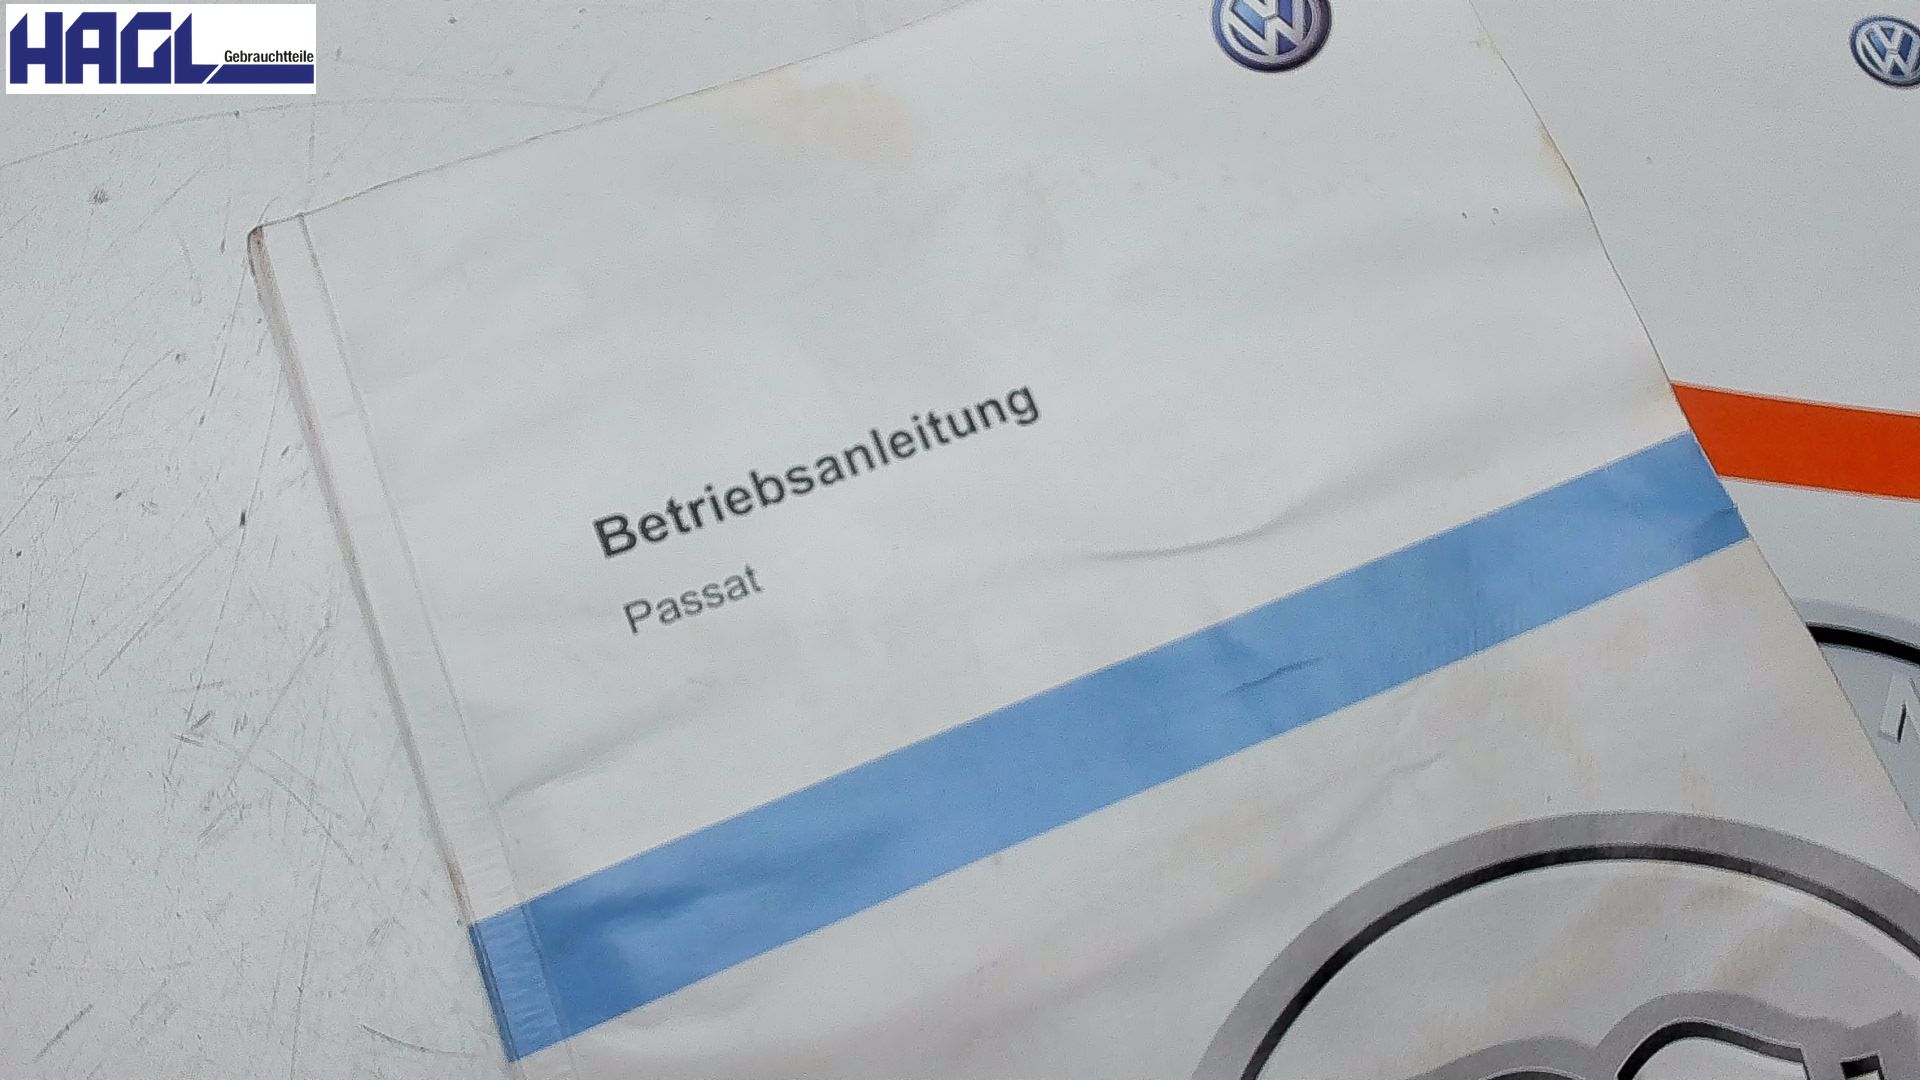 HAGL
Gebrauchtteile
Betriebsanleitung
Passat